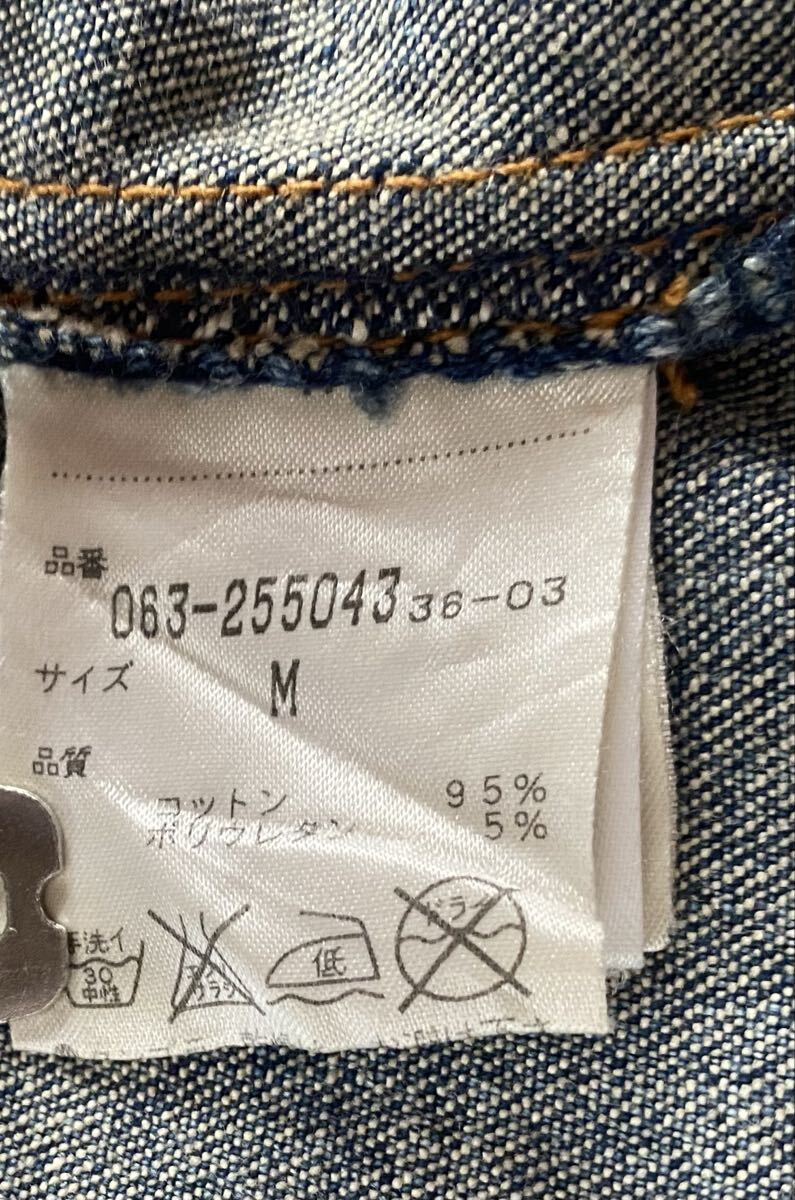 品番
063-255043 36-03
サイズ M
品質
コットン 95%
ポリウレタン 5%
手洗イ 30 中性
低
ドライ